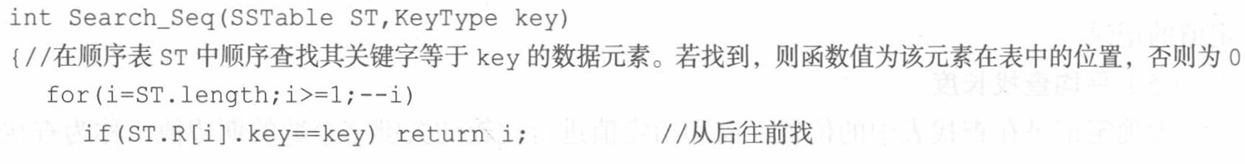 int Search_Seq(SSTable ST,KeyType key)
{//在顺序表 ST 中顺序查找其关键字等于 key 的数据元素。若找到，则函数值为该元素在表中的位置，否则为 0
for(i=ST.length;i>=1;--i)
if(ST.R[i].key==key) return i; //从后往前找